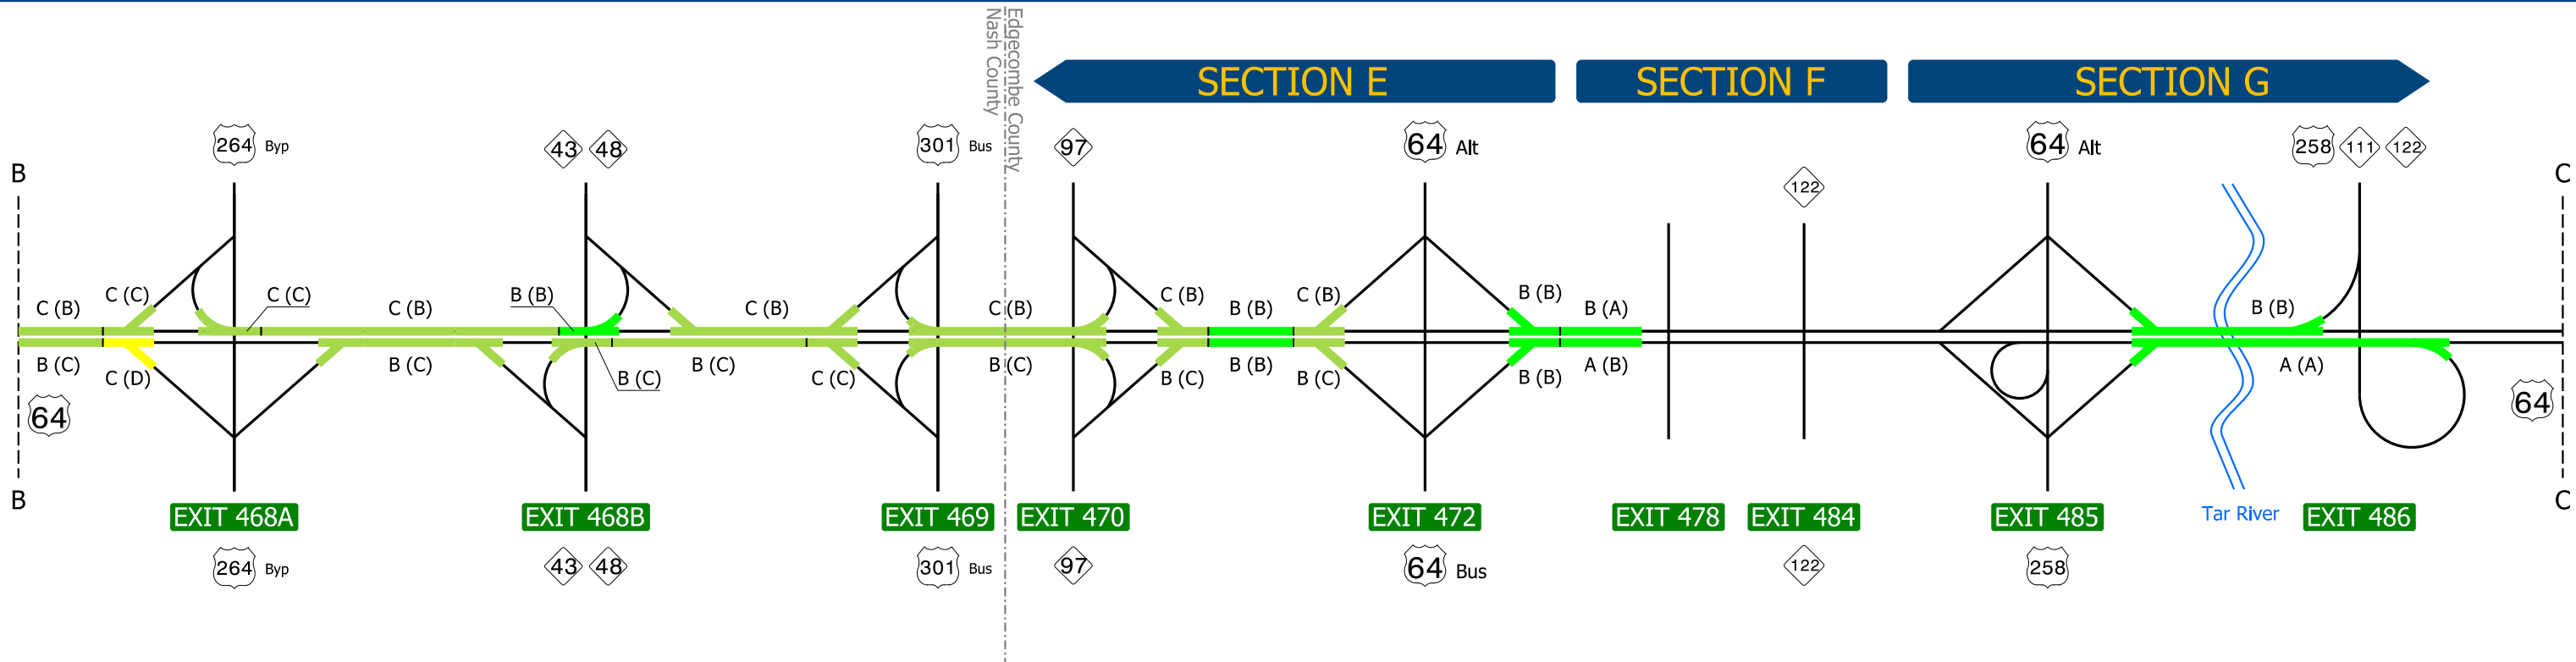 Edgecombe County
Nash County
SECTION E
SECTION F
SECTION G
264 Byp
43 48
301 Bus
97
64 Alt
122
64 Alt
258 111 122
B
C
C (B)
C (C)
C (C)
C (B)
B (B)
C (B)
C (B)
C (B)
B (B)
C (B)
B (B)
B (A)
B (B)
B (C)
C (D)
B (C)
B (C)
B (C)
C (C)
B (C)
B (C)
B (B)
B (C)
B (B)
A (B)
A (A)
64
64
B
C
EXIT 468A
EXIT 468B
EXIT 469
EXIT 470
EXIT 472
EXIT 478
EXIT 484
EXIT 485
Tar River
EXIT 486
264 Byp
43 48
301 Bus
97
64 Bus
122
258